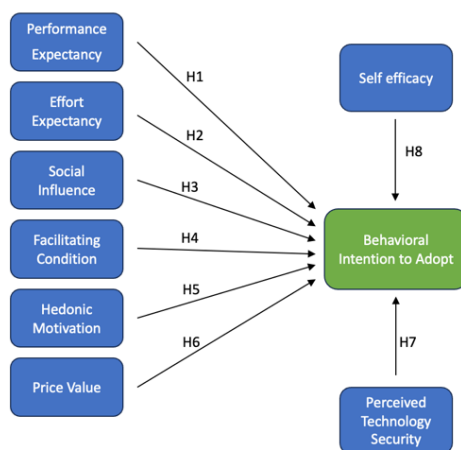 Performance
Expectancy
H1
Self efficacy
Effort
Expectancy
H2
H8
Social
Influence
H3
Facilitating
Condition
H4
Behavioral
Intention to Adopt
Hedonic
Motivation
H5
H6
H7
Price Value
Perceived
Technology
Security